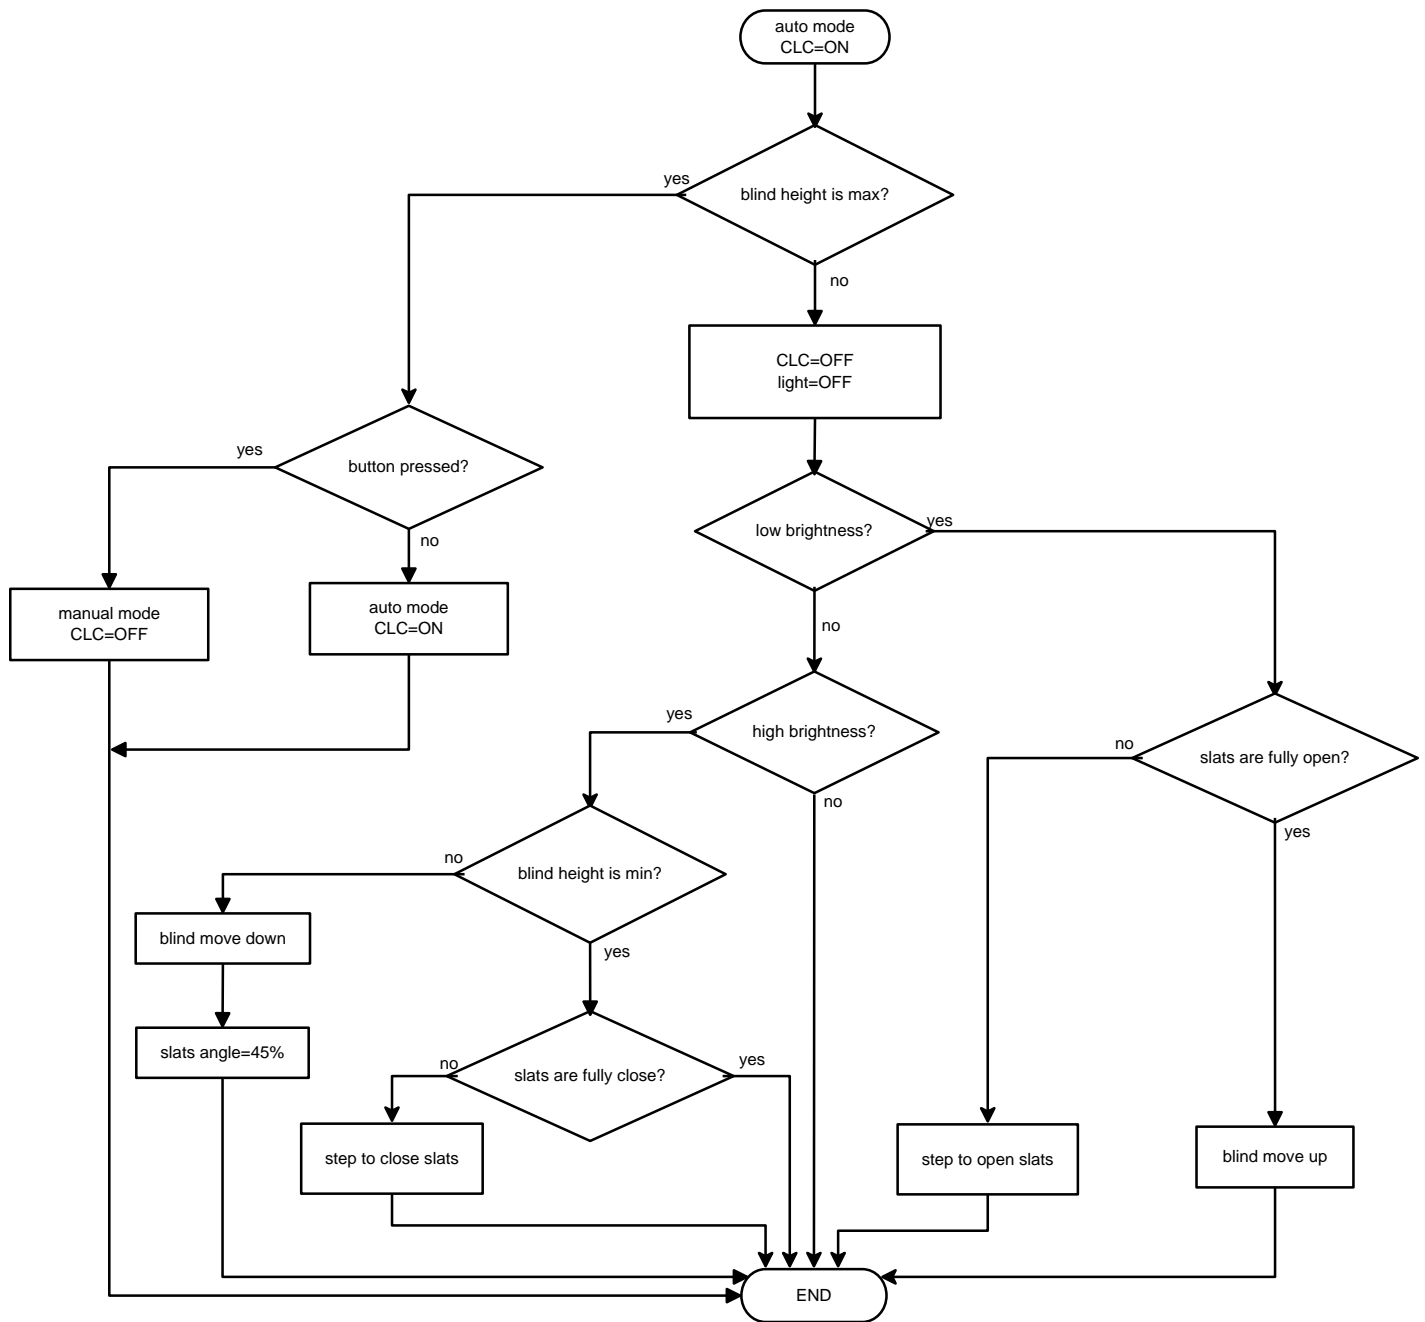 auto mode
CLC=ON
yes
blind height is max?
no
CLC=OFF
light=OFF
yes
button pressed?
no
low brightness?
yes
manual mode
CLC=OFF
auto mode
CLC=ON
no
yes
high brightness?
no
no
slats are fully open?
yes
no
blind height is min?
yes
blind move down
slats angle=45%
no
slats are fully close?
yes
step to close slats
step to open slats
blind move up
END